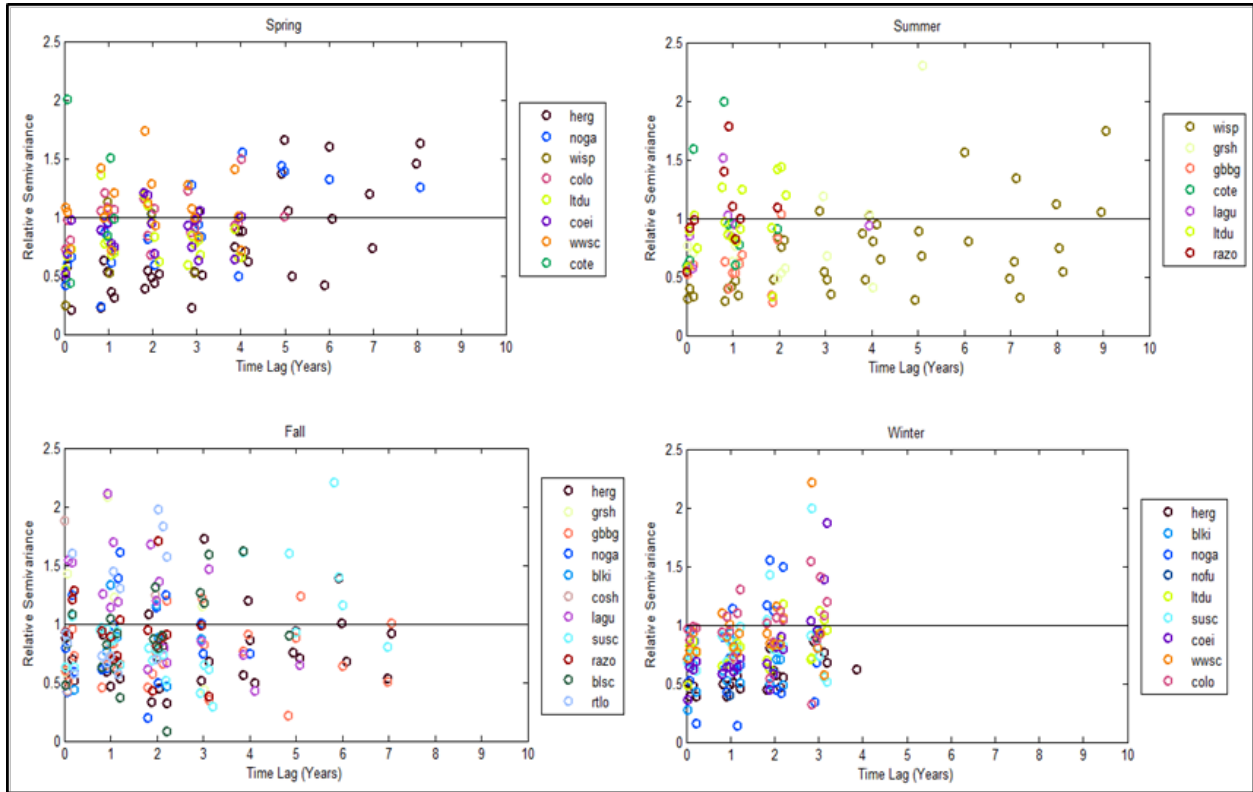 Spring
2.5
2
1.5
1
0.5
0
Relative Semivariance
0 1 2 3 4 5 6 7 8 9 10
Time Lag (Years)
herg
noga
wisp
colo
ltdu
coei
wwsc
cote
Summer
2.5
2
1.5
1
0.5
0
Relative Semivariance
0 1 2 3 4 5 6 7 8 9 10
Time Lag (Years)
wisp
grsh
gbbg
cote
lagu
ltdu
razo
Fall
2.5
2
1.5
1
0.5
0
Relative Semivariance
0 1 2 3 4 5 6 7 8 9 10
Time Lag (Years)
herg
grsh
gbbg
noga
blki
cosh
lagu
susc
razo
blsc
rtlo
Winter
2.5
2
1.5
1
0.5
0
Relative Semivariance
0 1 2 3 4 5 6 7 8 9 10
Time Lag (Years)
herg
blki
noga
nofu
ltdu
susc
coei
wwsc
colo